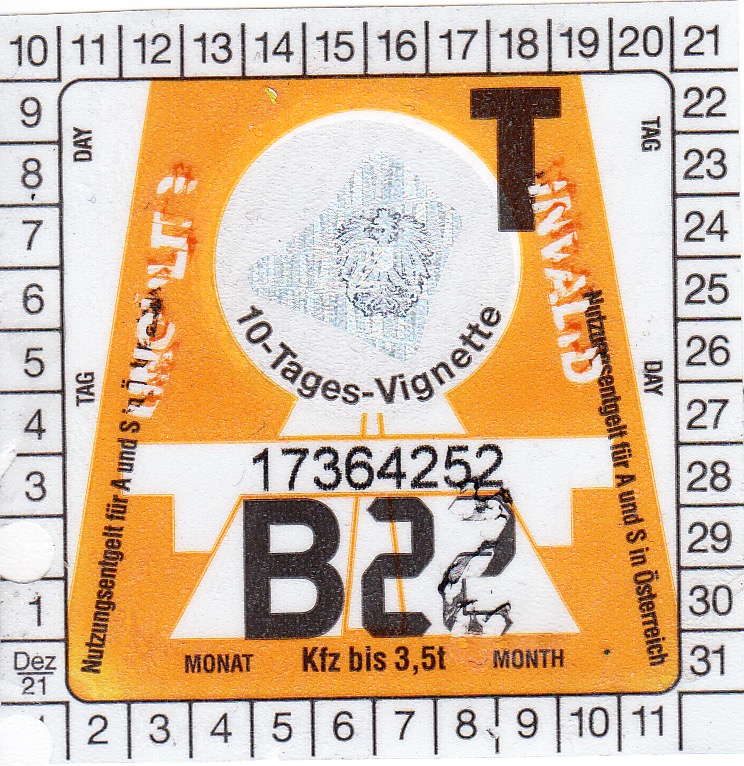 10 11 12 13 14 15 16 17 18 19 20 21
9
8
7
6
5
4
3
1
Dez
21
22
23
24
25
26
27
28
29
30
31
DAY
TAG
T
TAG
DAY
INVALID
10-Tages-Vignette
Nutzungsentgelt für A und S in
Nutzungsentgelt für A und S in Österreich
17364252
B22
MONAT Kfz bis 3,5t MONTH
2 3 4 5 6 7 8 9 10 11